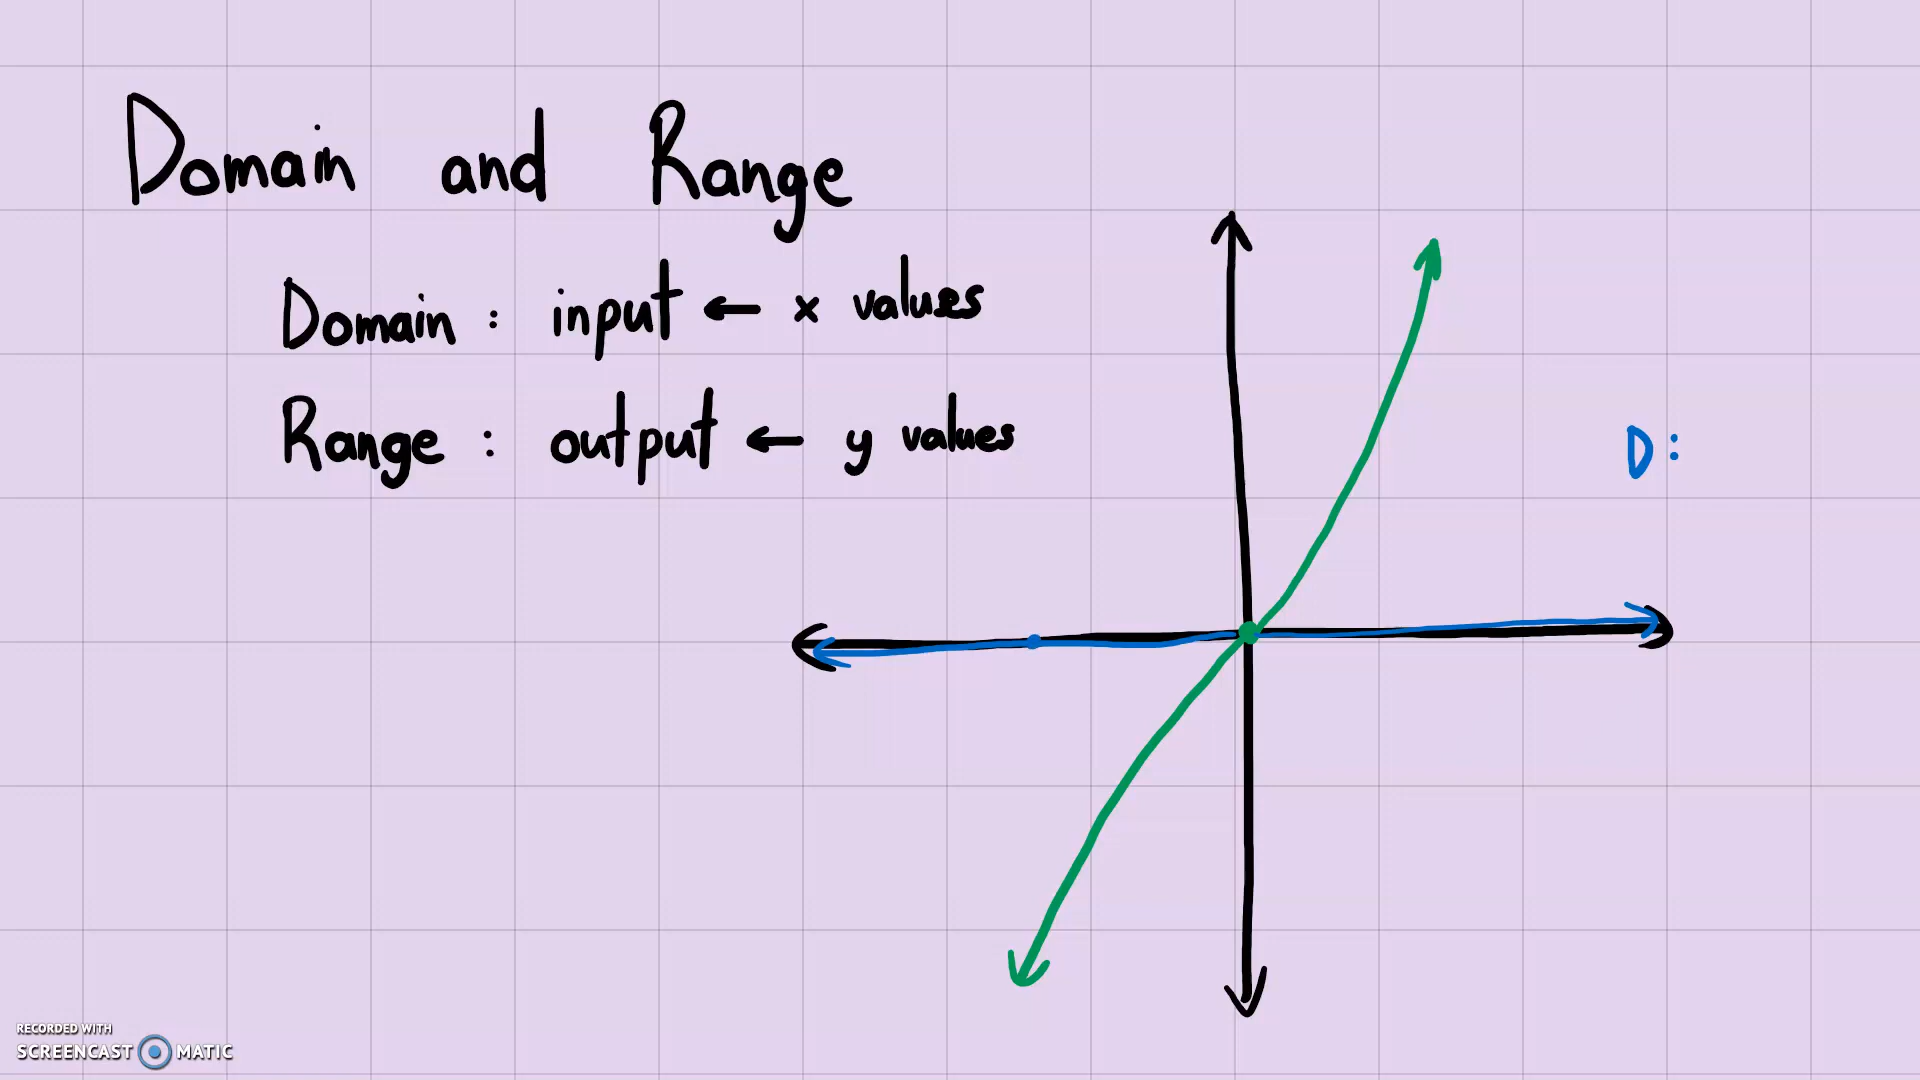 Domain and Range
Domain : input ← x values
Range : output ← y values
D :
RECORDED WITH
SCREENCAST MATIC